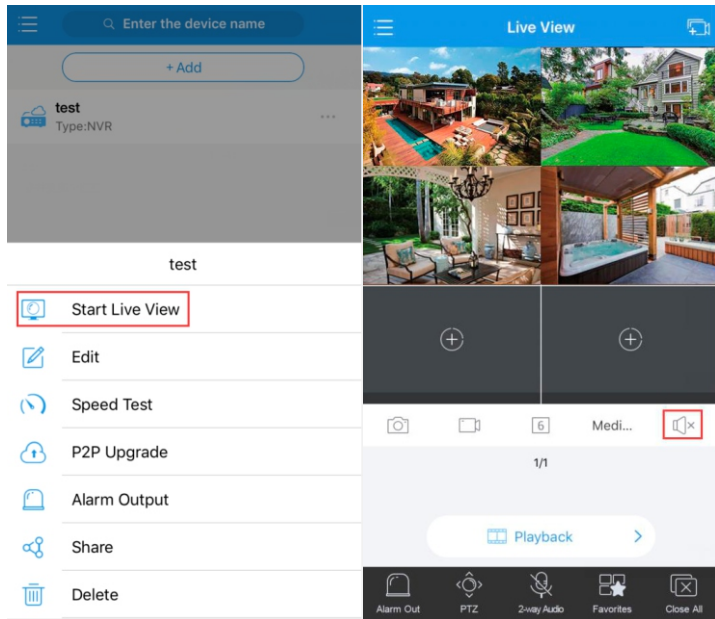 Enter the device name
+ Add
test
Type:NVR
test
Start Live View
Edit
Speed Test
P2P Upgrade
Alarm Output
Share
Delete
Live View
6
Medi...
1/1
Playback
Alarm Out
PTZ
2-way Audio
Favorites
Close All